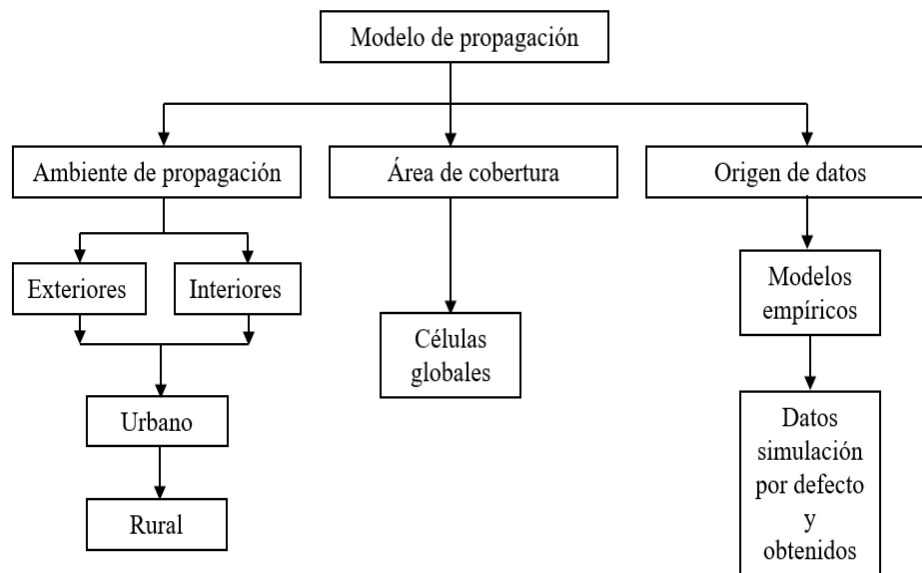 Modelo de propagación
Ambiente de propagación
Área de cobertura
Origen de datos
Exteriores
Interiores
Modelos
empíricos
Células
globales
Urbano
Datos
simulación
por defecto
y
obtenidos
Rural